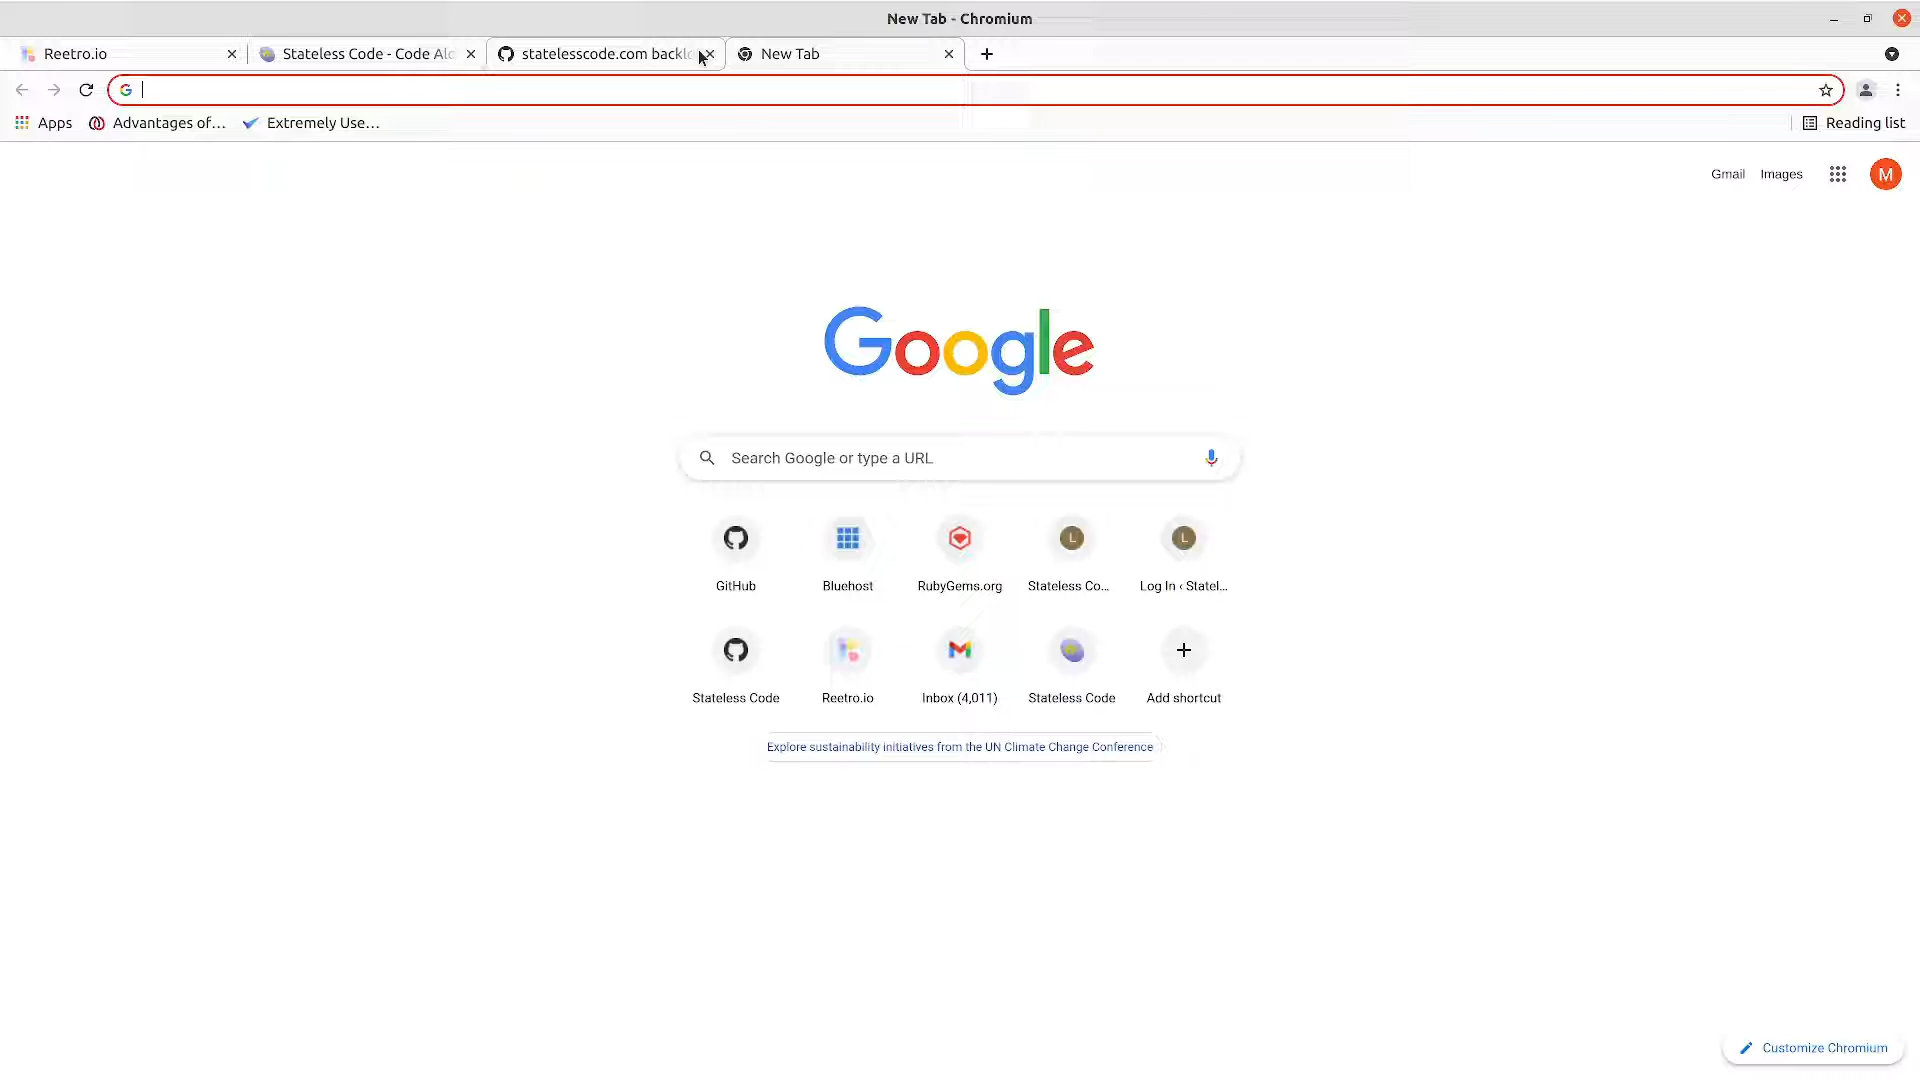 New Tab - Chromium
Reetro.io
Stateless Code - Code Alo
statelesscode.com backlo
New Tab
Apps
Advantages of...
Extremely Use...
Reading list
Gmail Images
M
Google
Search Google or type a URL
GitHub
Bluehost
RubyGems.org
L
Stateless Co...
L
Log In ‹ Statel...
Stateless Code
Reetro.io
Inbox (4,011)
Stateless Code
Add shortcut
Explore sustainability initiatives from the UN Climate Change Conference
Customize Chromium